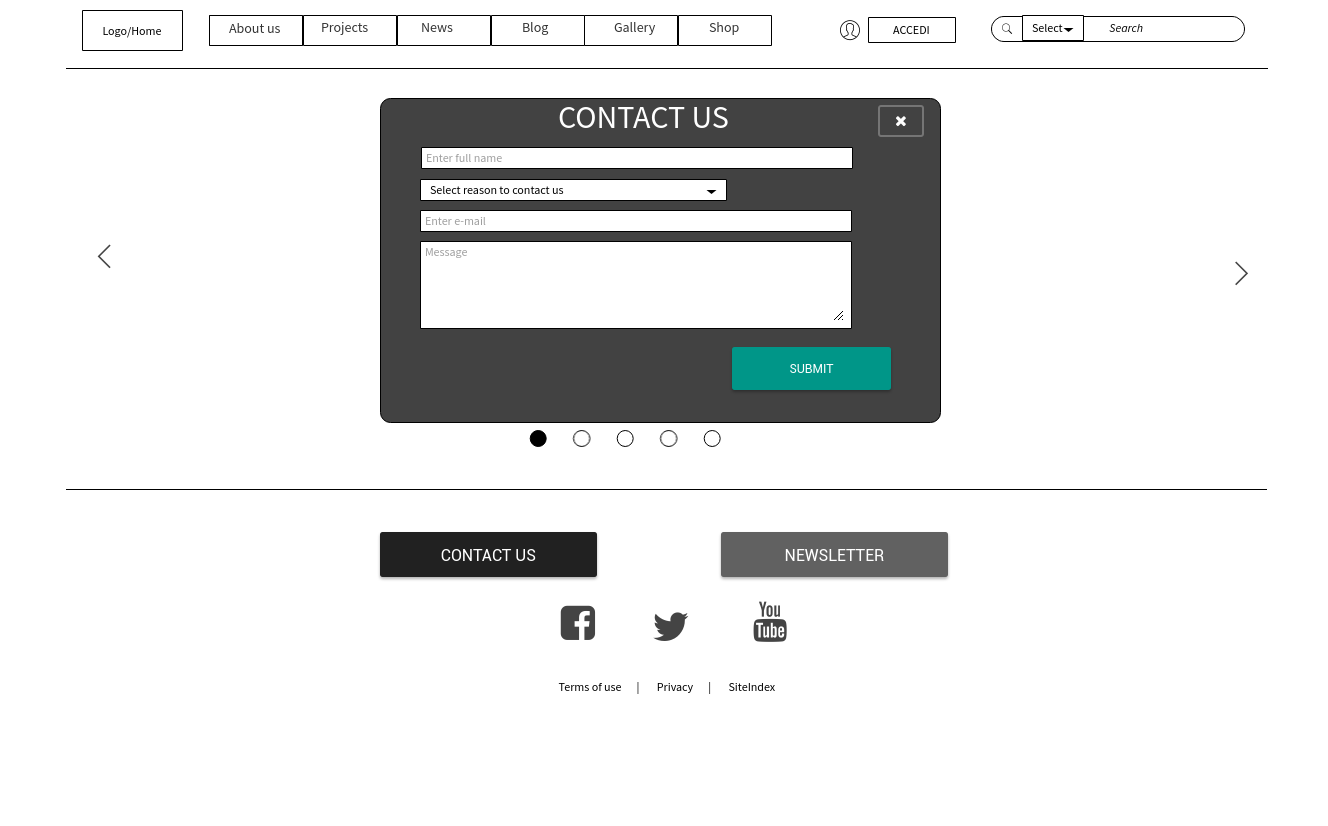 Logo/Home
About us
Projects
News
Blog
Gallery
Shop
ACCEDI
Select
Search
CONTACT US
Enter full name
Select reason to contact us
Enter e-mail
Message
SUBMIT
CONTACT US
NEWSLETTER
You
Tube
Terms of use | Privacy | SiteIndex